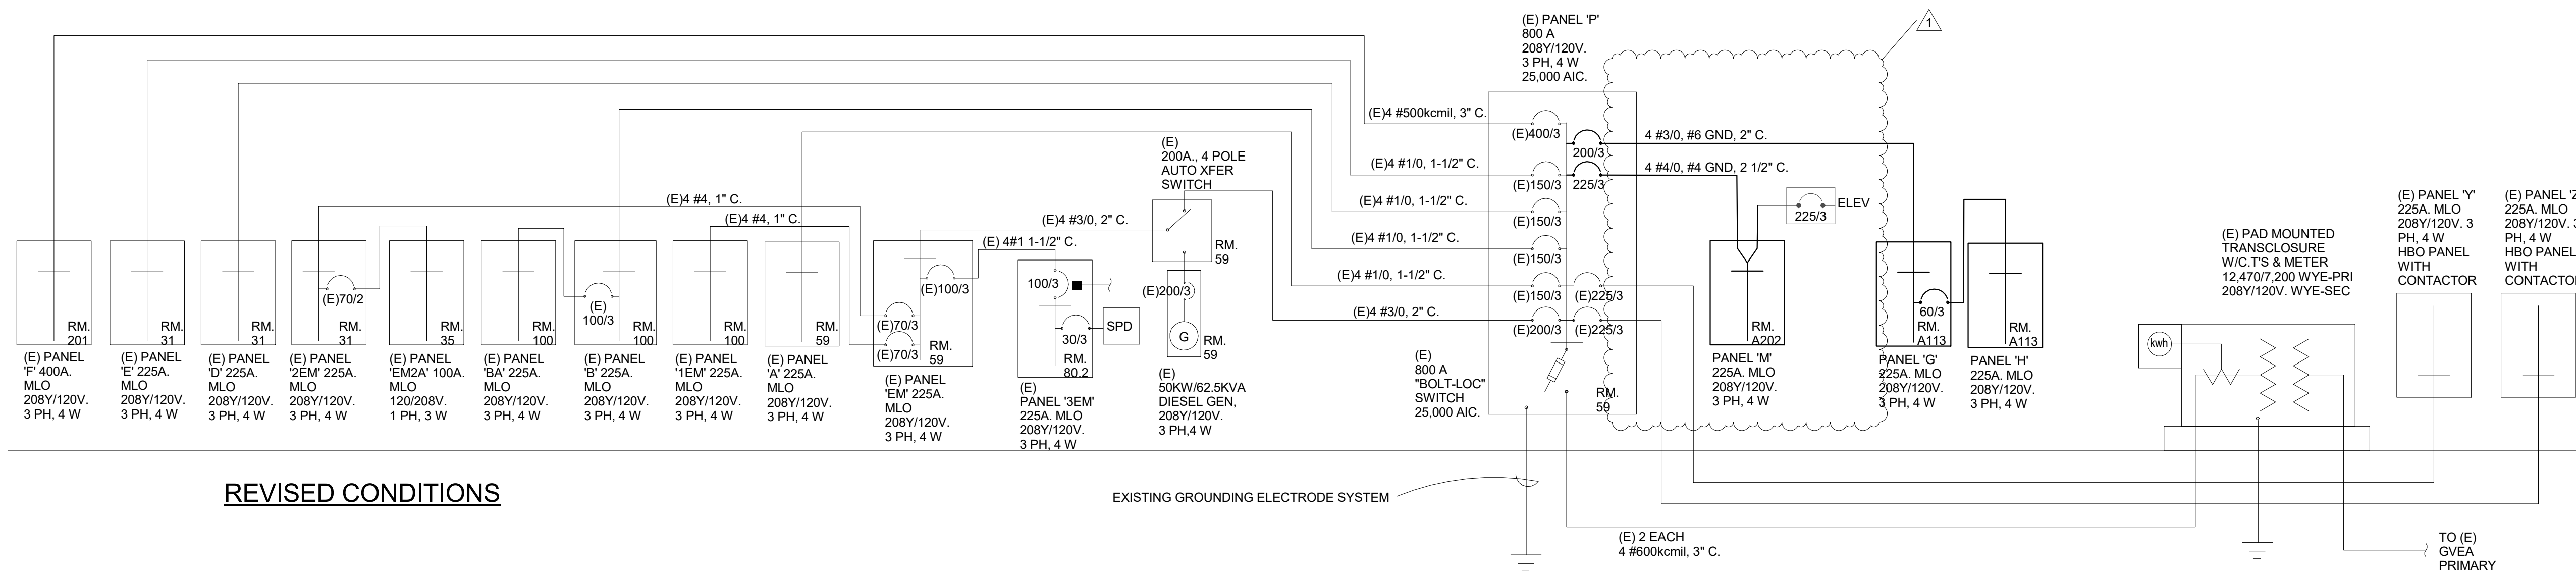 (E) PANEL 'P'
800 A
208Y/120V.
3 PH, 4 W
25,000 AIC.
1
(E)4 #500kcmil, 3" C.
(E)400/3
4 #3/0, #6 GND, 2" C.
200/3
(E)4 #1/0, 1-1/2" C.
(E)150/3
225/3
4 #4/0, #4 GND, 2 1/2" C.
(E)4 #1/0, 1-1/2" C.
(E)150/3
(E)4 #1/0, 1-1/2" C.
(E)150/3
(E)4 #1/0, 1-1/2" C.
(E)150/3
(E)225/3
(E)4 #3/0, 2" C.
(E)200/3
(E)225/3
225/3
ELEV
(E)
200A., 4 POLE
AUTO XFER
SWITCH
RM.
59
(E)4 #4, 1" C.
(E)4 #4, 1" C.
(E)4 #3/0, 2" C.
(E) 4#1 1-1/2" C.
RM.
201
(E) PANEL
'F' 400A.
MLO
208Y/120V.
3 PH, 4 W
RM.
31
(E) PANEL
'E' 225A.
MLO
208Y/120V.
3 PH, 4 W
RM.
31
(E) PANEL
'D' 225A.
MLO
208Y/120V.
3 PH, 4 W
(E)70/2
RM.
31
(E) PANEL
'2EM' 225A.
MLO
208Y/120V.
3 PH, 4 W
RM.
35
(E) PANEL
'EM2A' 100A.
MLO
120/208V.
1 PH, 3 W
RM.
100
(E) PANEL
'BA' 225A.
MLO
208Y/120V.
3 PH, 4 W
(E)
100/3
RM.
100
(E) PANEL
'B' 225A.
MLO
208Y/120V.
3 PH, 4 W
RM.
100
(E) PANEL
'1EM' 225A.
MLO
208Y/120V.
3 PH, 4 W
RM.
59
(E) PANEL
'A' 225A.
MLO
208Y/120V.
3 PH, 4 W
(E)100/3
(E)70/3
(E)70/3
RM.
59
(E) PANEL
'EM' 225A.
MLO
208Y/120V.
3 PH, 4 W
100/3
SPD
30/3
RM.
80.2
(E)
PANEL '3EM'
225A. MLO
208Y/120V.
3 PH, 4 W
(E)200/3
G
RM.
59
(E)
50KW/62.5KVA
DIESEL GEN,
208Y/120V.
3 PH,4 W
(E)
800 A
"BOLT-LOC"
SWITCH
25,000 AIC.
RM.
59
RM.
A202
PANEL 'M'
225A. MLO
208Y/120V.
3 PH, 4 W
60/3
RM.
A113
PANEL 'G'
225A. MLO
208Y/120V.
3 PH, 4 W
RM.
A113
PANEL 'H'
225A. MLO
208Y/120V.
3 PH, 4 W
(E) PAD MOUNTED
TRANSCLOSURE
W/C.T'S & METER
12,470/7,200 WYE-PRI
208Y/120V. WYE-SEC
kwh
(E) PANEL 'Y'
225A. MLO
208Y/120V. 3
PH, 4 W
HBO PANEL
WITH
CONTACTOR
(E) PANEL
225A. MLO
208Y/120V.
PH, 4 W
HBO PANEL
WITH
REVISED CONDITIONS
EXISTING GROUNDING ELECTRODE SYSTEM
(E) 2 EACH
4 #600kcmil, 3" C.
TO (E)
GVEA
PRIMARY